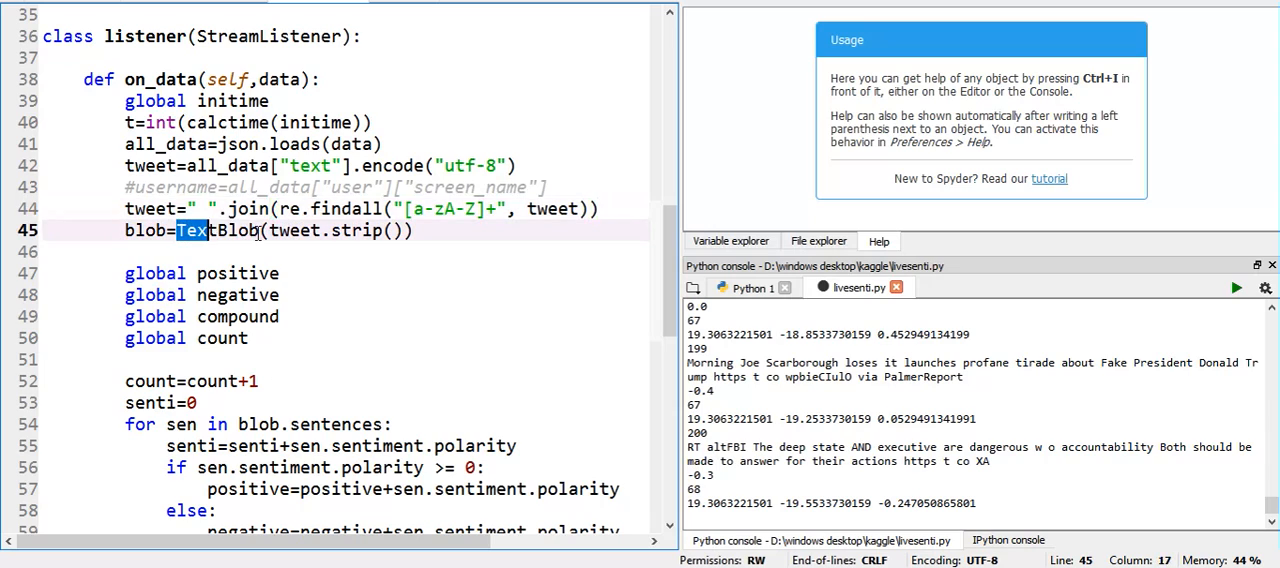 35
36 class listener(StreamListener):
37
38 def on_data(self,data):
39 global initime
40 t=int(calctime(initime))
41 all_data=json.loads(data)
42 tweet=all_data["text"].encode("utf-8")
43 #username=all_data["user"]["screen_name"]
44 tweet=" ".join(re.findall("[a-zA-Z]+", tweet))
45 blob=TextBlob(tweet.strip())
46
47 global positive
48 global negative
49 global compound
50 global count
51
52 count=count+1
53 senti=0
54 for sen in blob.sentences:
55 senti=senti+sen.sentiment.polarity
56 if sen.sentiment.polarity >= 0:
57 positive=positive+sen.sentiment.polarity
58 else:
59 negative=negative+sen.sentiment.polarity
Usage
Here you can get help of any object by pressing Ctrl+I in
front of it, either on the Editor or the Console.
Help can also be shown automatically after writing a left
parenthesis next to an object. You can activate this
behavior in Preferences > Help.
New to Spyder? Read our tutorial
Variable explorer File explorer Help
Python console - D:\windows desktop\kaggle\livesenti.py
Python 1 livesenti.py
0.0
67
19.3063221501 -18.8533730159 0.452949134199
199
Morning Joe Scarborough loses it launches profane tirade about Fake President Donald Tr
ump https t co wpbieCIulO via PalmerReport
-0.4
67
19.3063221501 -19.2533730159 0.0529491341991
200
RT altFBI The deep state AND executive are dangerous w o accountability Both should be
made to answer for their actions https t co XA
-0.3
68
19.3063221501 -19.5533730159 -0.247050865801
Python console - D:\windows desktop\kaggle\livesenti.py IPython console
Permissions: RW End-of-lines: CRLF Encoding: UTF-8 Line: 45 Column: 17 Memory: 44 %